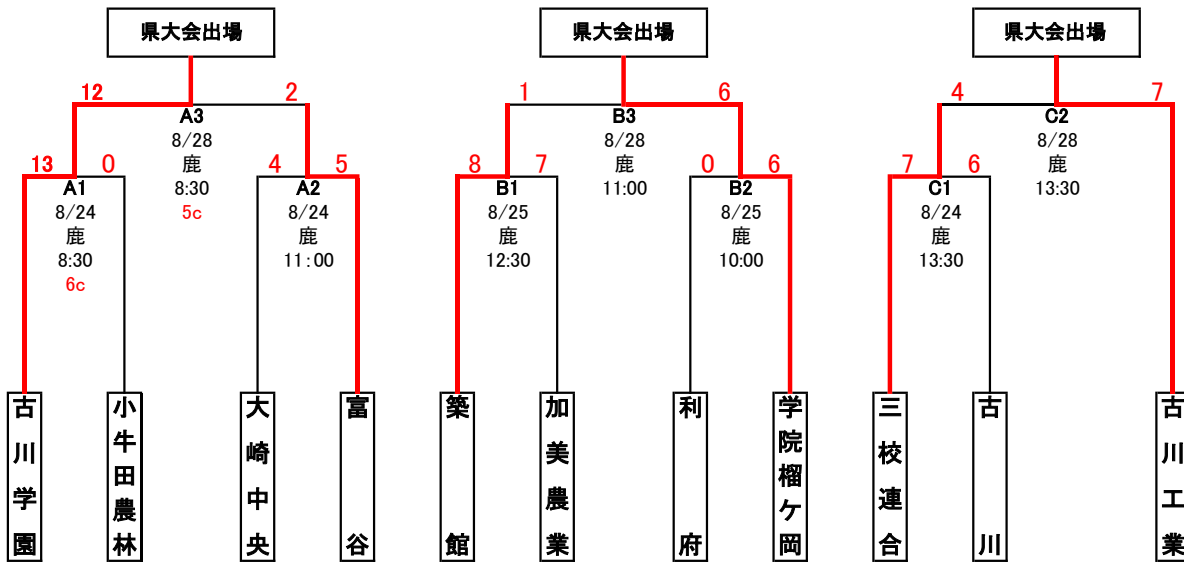 県大会出場
県大会出場
県大会出場
12
2
A3
8/28
鹿
8:30
5c
13
0
A1
8/24
鹿
8:30
6c
4
5
A2
8/24
鹿
11:00
1
6
B3
8/28
鹿
11:00
8
7
B1
8/25
鹿
12:30
0
6
B2
8/25
鹿
10:00
4
7
C2
8/28
鹿
13:30
7
6
C1
8/24
鹿
13:30
古川学園
小牛田農林
大崎中央
富谷
築館
加美農業
利府
学院榴ケ岡
三校連合
古川
古川工業